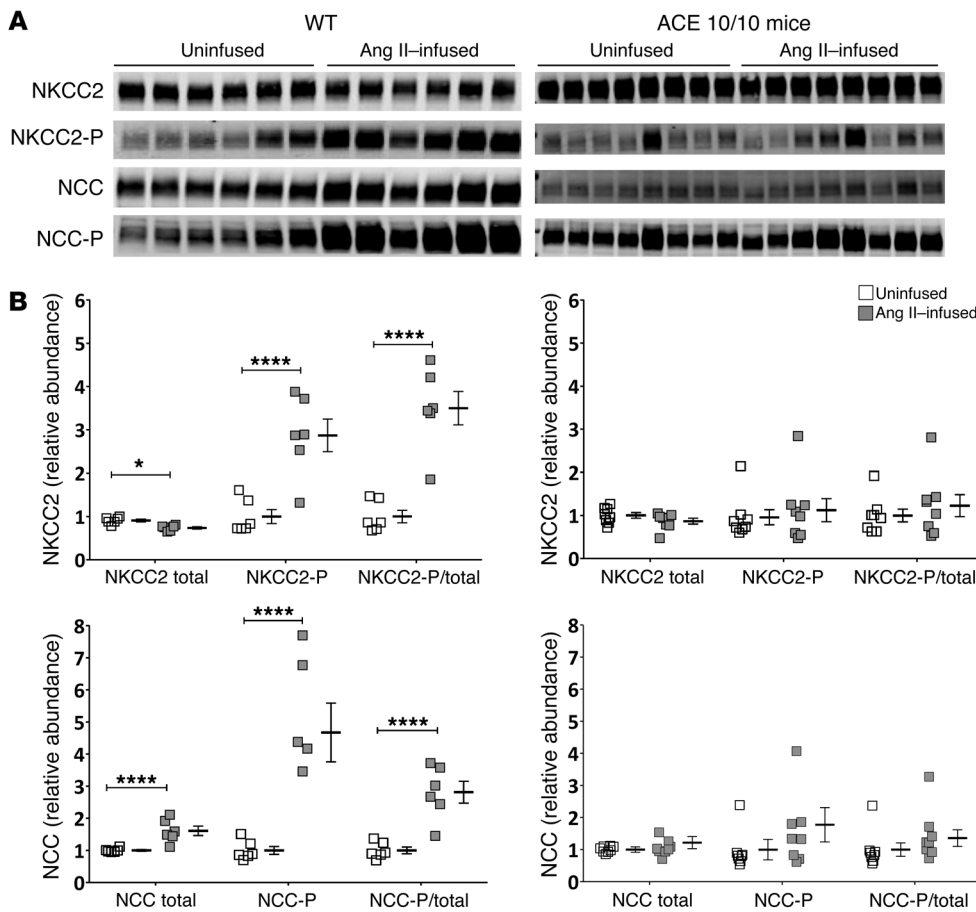 A
WT
ACE 10/10 mice
Uninfused
Ang II–infused
Uninfused
Ang II–infused
NKCC2
NKCC2-P
NCC
NCC-P
B
NKCC2 (relative abundance)
6
5
4
3
2
1
0
*
****
****
NKCC2 total
NKCC2-P
NKCC2-P/total
NKCC2 (relative abundance)
6
5
4
3
2
1
0
Uninfused
Ang II–infused
NKCC2 total
NKCC2-P
NKCC2-P/total
NCC (relative abundance)
8
7
6
5
4
3
2
1
0
****
****
****
NCC total
NCC-P
NCC-P/total
NCC (relative abundance)
8
7
6
5
4
3
2
1
0
NCC total
NCC-P
NCC-P/total